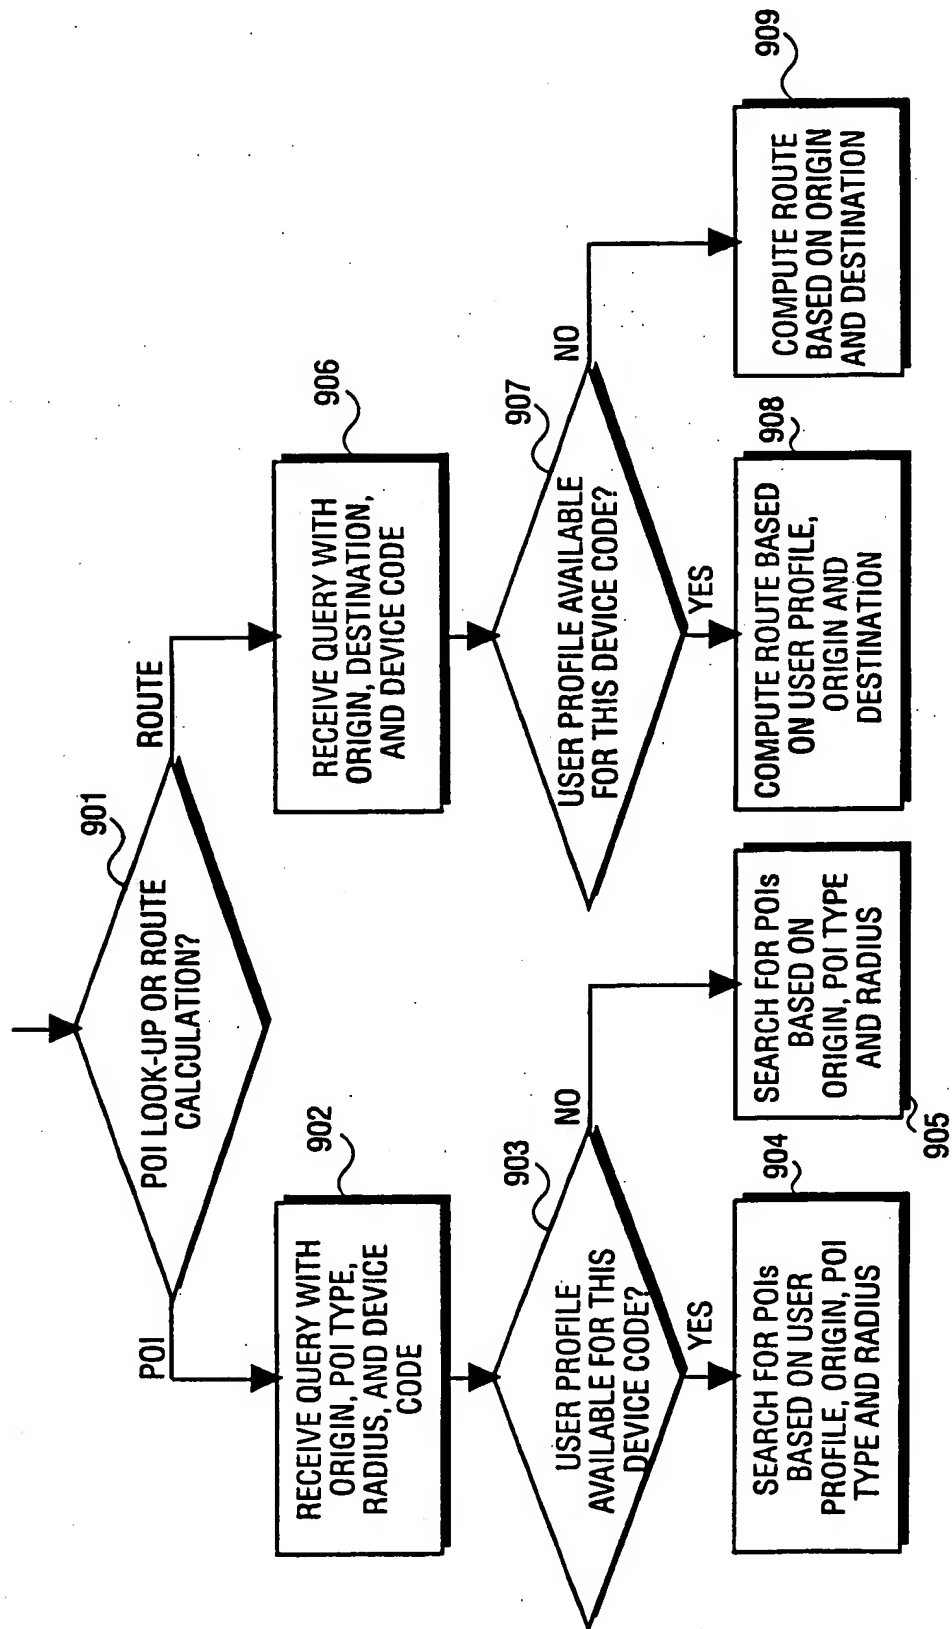 901
POI LOOK-UP OR ROUTE
CALCULATION?
POI
ROUTE
902
RECEIVE QUERY WITH
ORIGIN, POI TYPE,
RADIUS, AND DEVICE
CODE
906
RECEIVE QUERY WITH
ORIGIN, DESTINATION,
AND DEVICE CODE
903
USER PROFILE
AVAILABLE FOR THIS
DEVICE CODE?
NO
YES
907
USER PROFILE AVAILABLE
FOR THIS DEVICE CODE?
NO
YES
904
SEARCH FOR POIs
BASED ON USER
PROFILE, ORIGIN, POI
TYPE AND RADIUS
SEARCH FOR POIs
BASED ON
ORIGIN, POI TYPE
AND RADIUS
905
908
COMPUTE ROUTE BASED
ON USER PROFILE,
ORIGIN AND
DESTINATION
909
COMPUTE ROUTE
BASED ON ORIGIN
AND DESTINATION